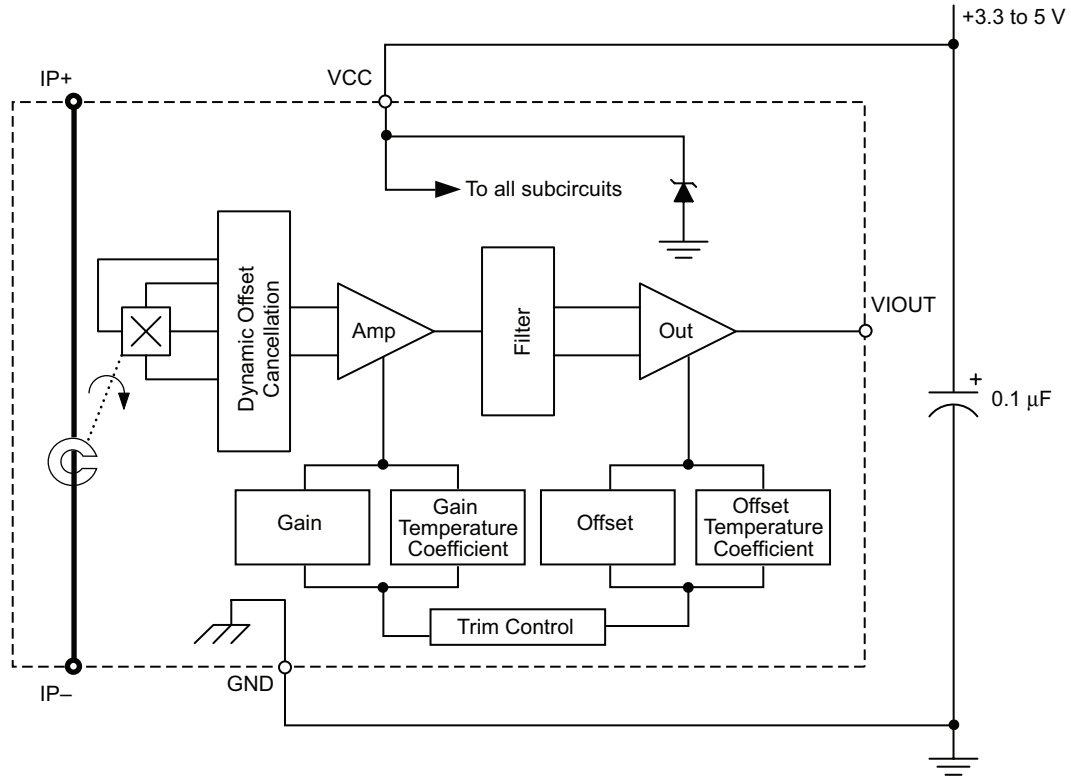 +3.3 to 5 V
IP+
VCC
To all subcircuits
Dynamic Offset
Cancellation
Amp
Filter
Out
VIOUT
+
0.1 μF
Gain
Gain
Temperature
Coefficient
Offset
Offset
Temperature
Coefficient
Trim Control
GND
IP–